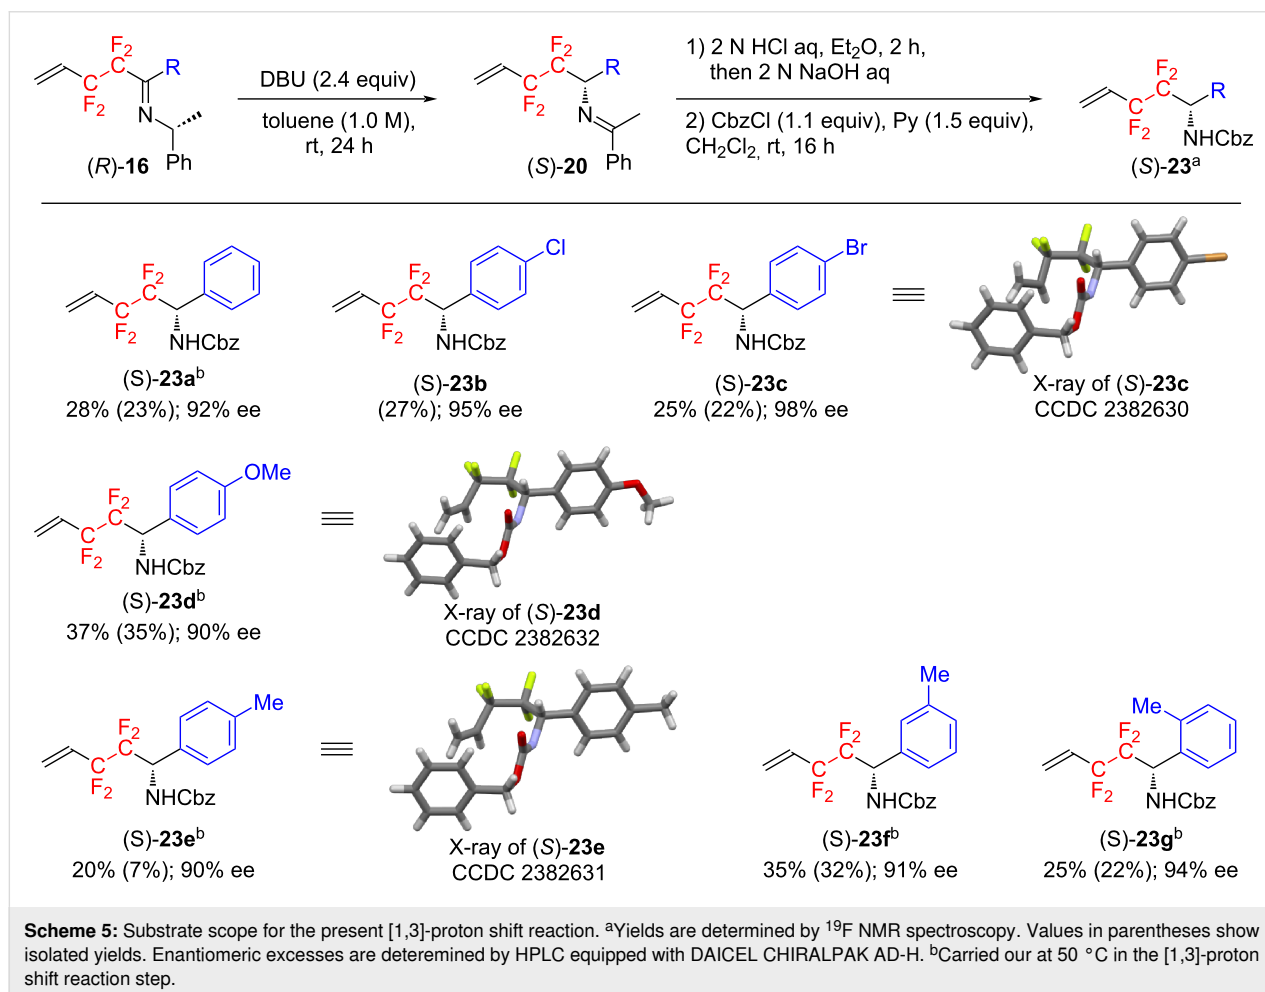 F2
C R
C
F2
N
Ph
(R)-16
DBU (2.4 equiv)
toluene (1.0 M),
rt, 24 h
F2
C R
C
F2
N
Ph
(S)-20
1) 2 N HCl aq, Et2O, 2 h,
then 2 N NaOH aq
2) CbzCl (1.1 equiv), Py (1.5 equiv),
CH2Cl2, rt, 16 h
F2
C R
C
F2
NHCbz
(S)-23a
F2
C
C
F2
NHCbz
(S)-23ab
28% (23%); 92% ee
Cl
F2
C
C
F2
NHCbz
(S)-23b
(27%); 95% ee
Br
F2
C
C
F2
NHCbz
(S)-23c
25% (22%); 98% ee
X-ray of (S)-23c
CCDC 2382630
OMe
F2
C
C
F2
NHCbz
(S)-23db
37% (35%); 90% ee
X-ray of (S)-23d
CCDC 2382632
Me
F2
C
C
F2
NHCbz
(S)-23eb
20% (7%); 90% ee
X-ray of (S)-23e
CCDC 2382631
Me
F2
C
C
F2
NHCbz
(S)-23fb
35% (32%); 91% ee
Me
F2
C
C
F2
NHCbz
(S)-23gb
25% (22%); 94% ee
Scheme 5: Substrate scope for the present [1,3]-proton shift reaction. aYields are determined by 19F NMR spectroscopy. Values in parentheses show
isolated yields. Enantiomeric excesses are deteremined by HPLC equipped with DAICEL CHIRALPAK AD-H. bCarried our at 50 °C in the [1,3]-proton
shift reaction step.